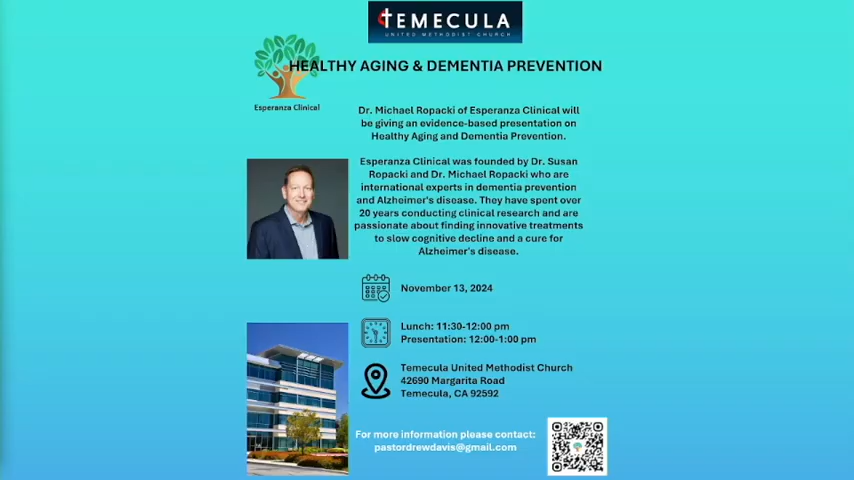 TEMECULA
UNITED METHODIST CHURCH
HEALTHY AGING & DEMENTIA PREVENTION
Esperanza Clinical
Dr. Michael Ropacki of Esperanza Clinical will
be giving an evidence-based presentation on
Healthy Aging and Dementia Prevention.
Esperanza Clinical was founded by Dr. Susan
Ropacki and Dr. Michael Ropacki who are
international experts in dementia prevention
and Alzheimer's disease. They have spent over
20 years conducting clinical research and are
passionate about finding innovative treatments
to slow cognitive decline and a cure for
Alzheimer's disease.
November 13, 2024
Lunch: 11:30-12:00 pm
Presentation: 12:00-1:00 pm
Temecula United Methodist Church
42690 Margarita Road
Temecula, CA 92592
For more information please contact:
pastordrewdavis@gmail.com